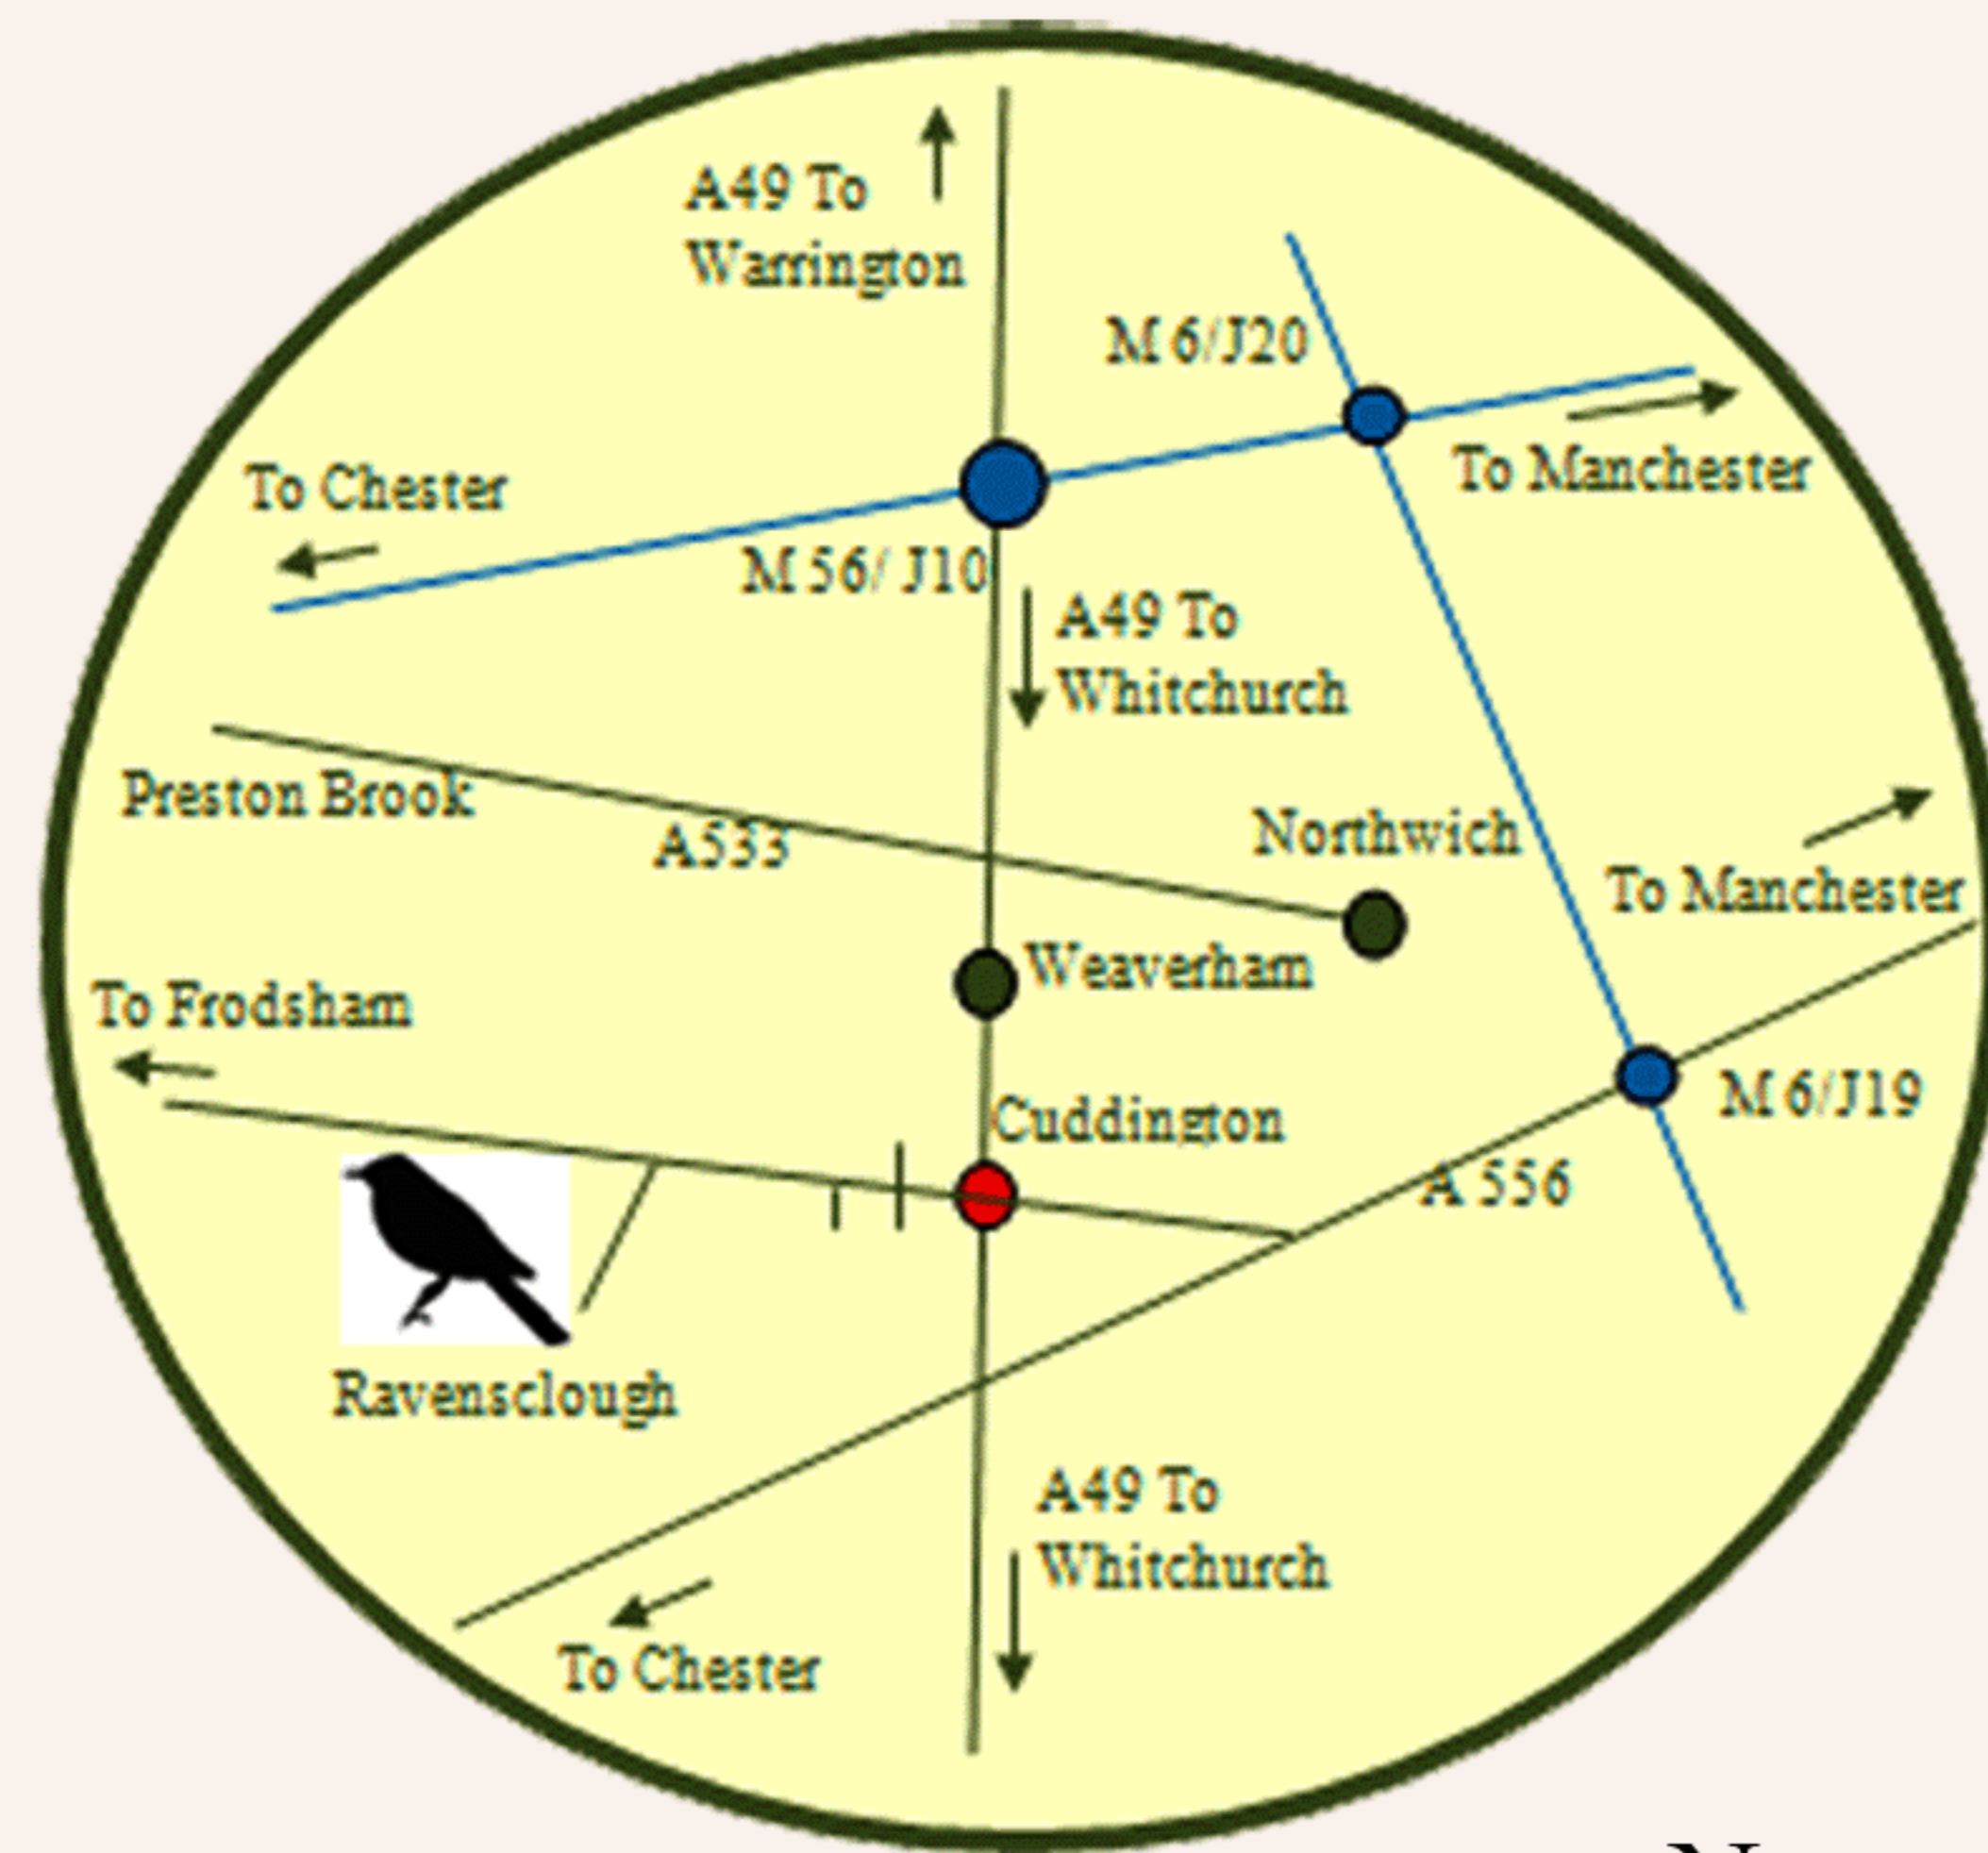 A49 To
Warrington
M 6/J20
To Manchester
To Chester
M 56/ J10
A49 To
Whitchurch
Preston Brook
A533
Northwich
To Manchester
Weaverham
To Frodsham
M 6/J19
Cuddington
A 556
Ravensclough
A49 To
Whitchurch
To Chester